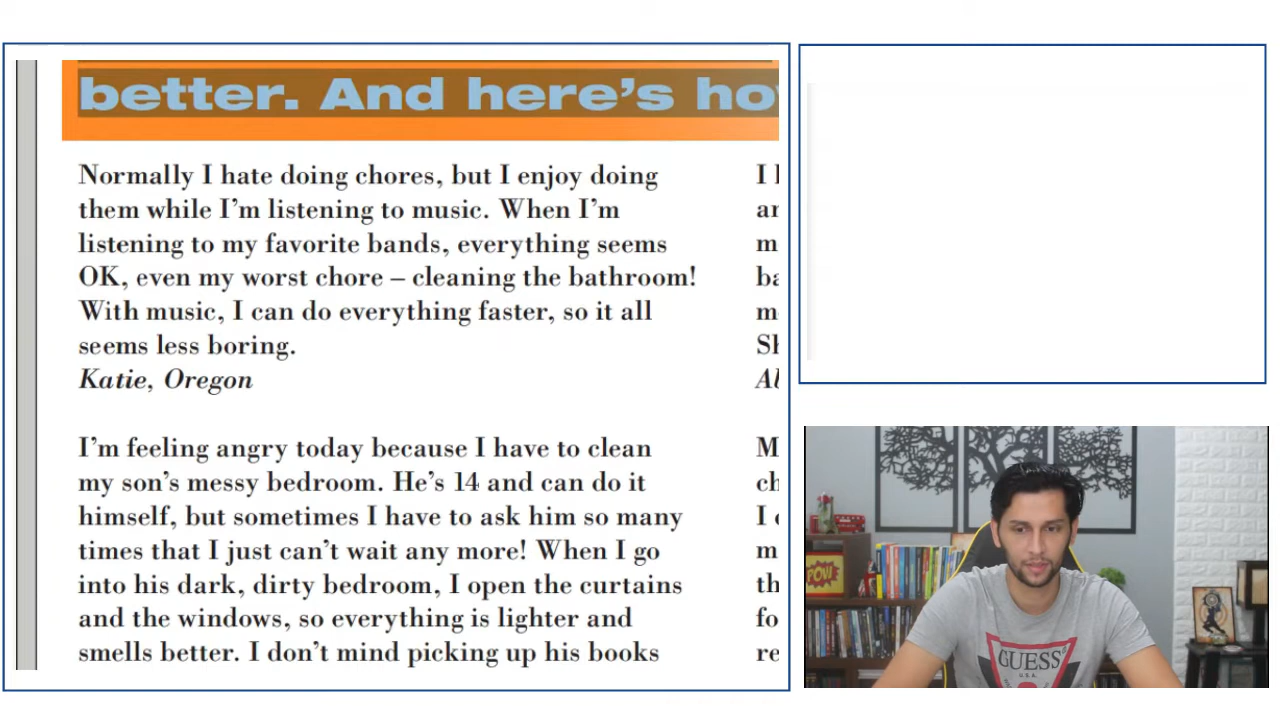 better. And here's how
Normally I hate doing chores, but I enjoy doing
them while I'm listening to music. When I'm
listening to my favorite bands, everything seems
OK, even my worst chore – cleaning the bathroom!
With music, I can do everything faster, so it all
seems less boring.
Katie, Oregon
I'm feeling angry today because I have to clean
my son's messy bedroom. He's 14 and can do it
himself, but sometimes I have to ask him so many
times that I just can't wait any more! When I go
into his dark, dirty bedroom, I open the curtains
and the windows, so everything is lighter and
smells better. I don't mind picking up his books
I
POW!
GUESS
U.S.A.